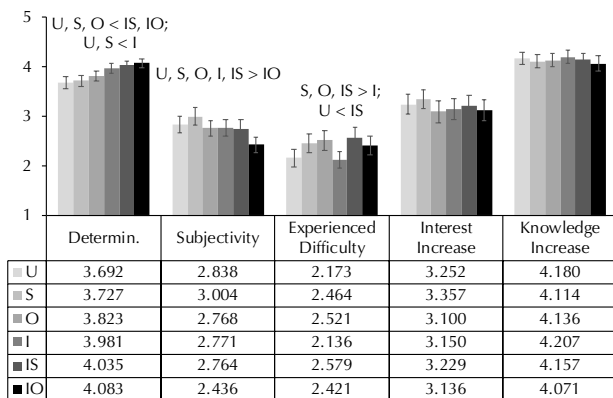 5
4
3
2
1
U, S, O < IS, IO;
U, S < I
U, S, O, I, IS > IO
S, O, IS > I;
U < IS
Determin. Subjectivity Experienced Difficulty Interest Increase Knowledge Increase
U 3.692 2.838 2.173 3.252 4.180
S 3.727 3.004 2.464 3.357 4.114
O 3.823 2.768 2.521 3.100 4.136
I 3.981 2.771 2.136 3.150 4.207
IS 4.035 2.764 2.579 3.229 4.157
IO 4.083 2.436 2.421 3.136 4.071